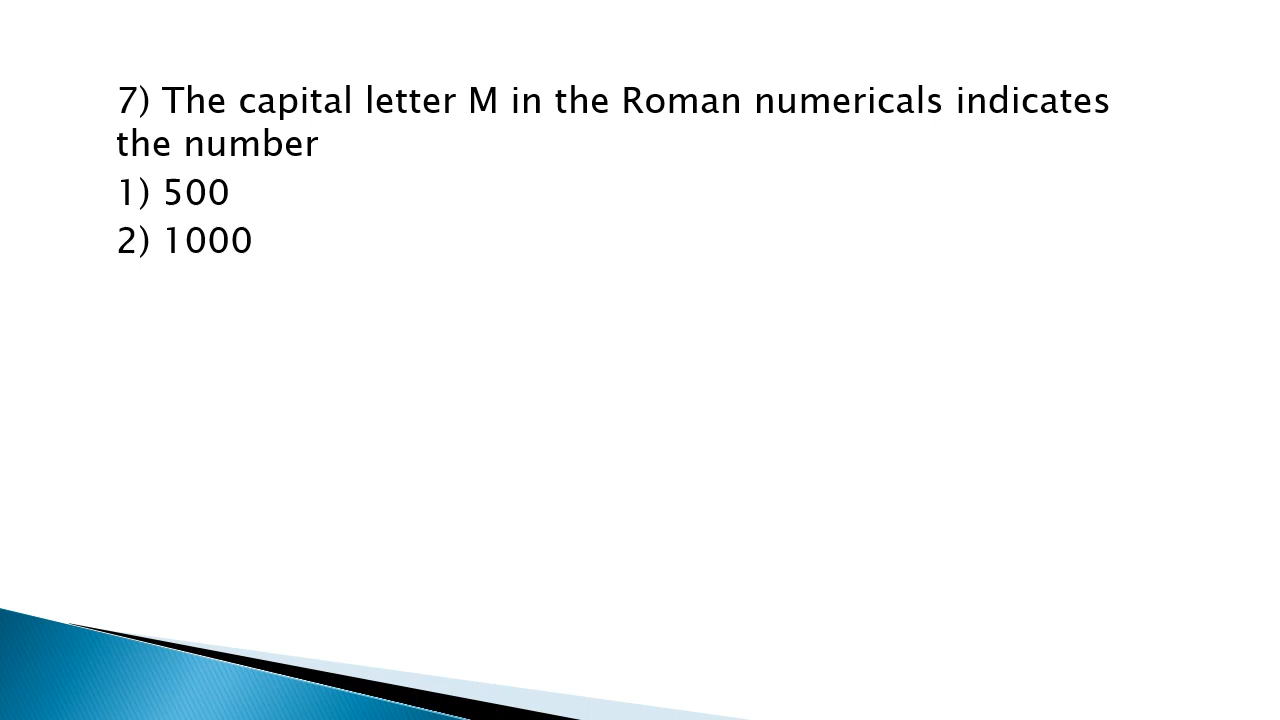 7) The capital letter M in the Roman numericals indicates
the number
1) 500
2) 1000